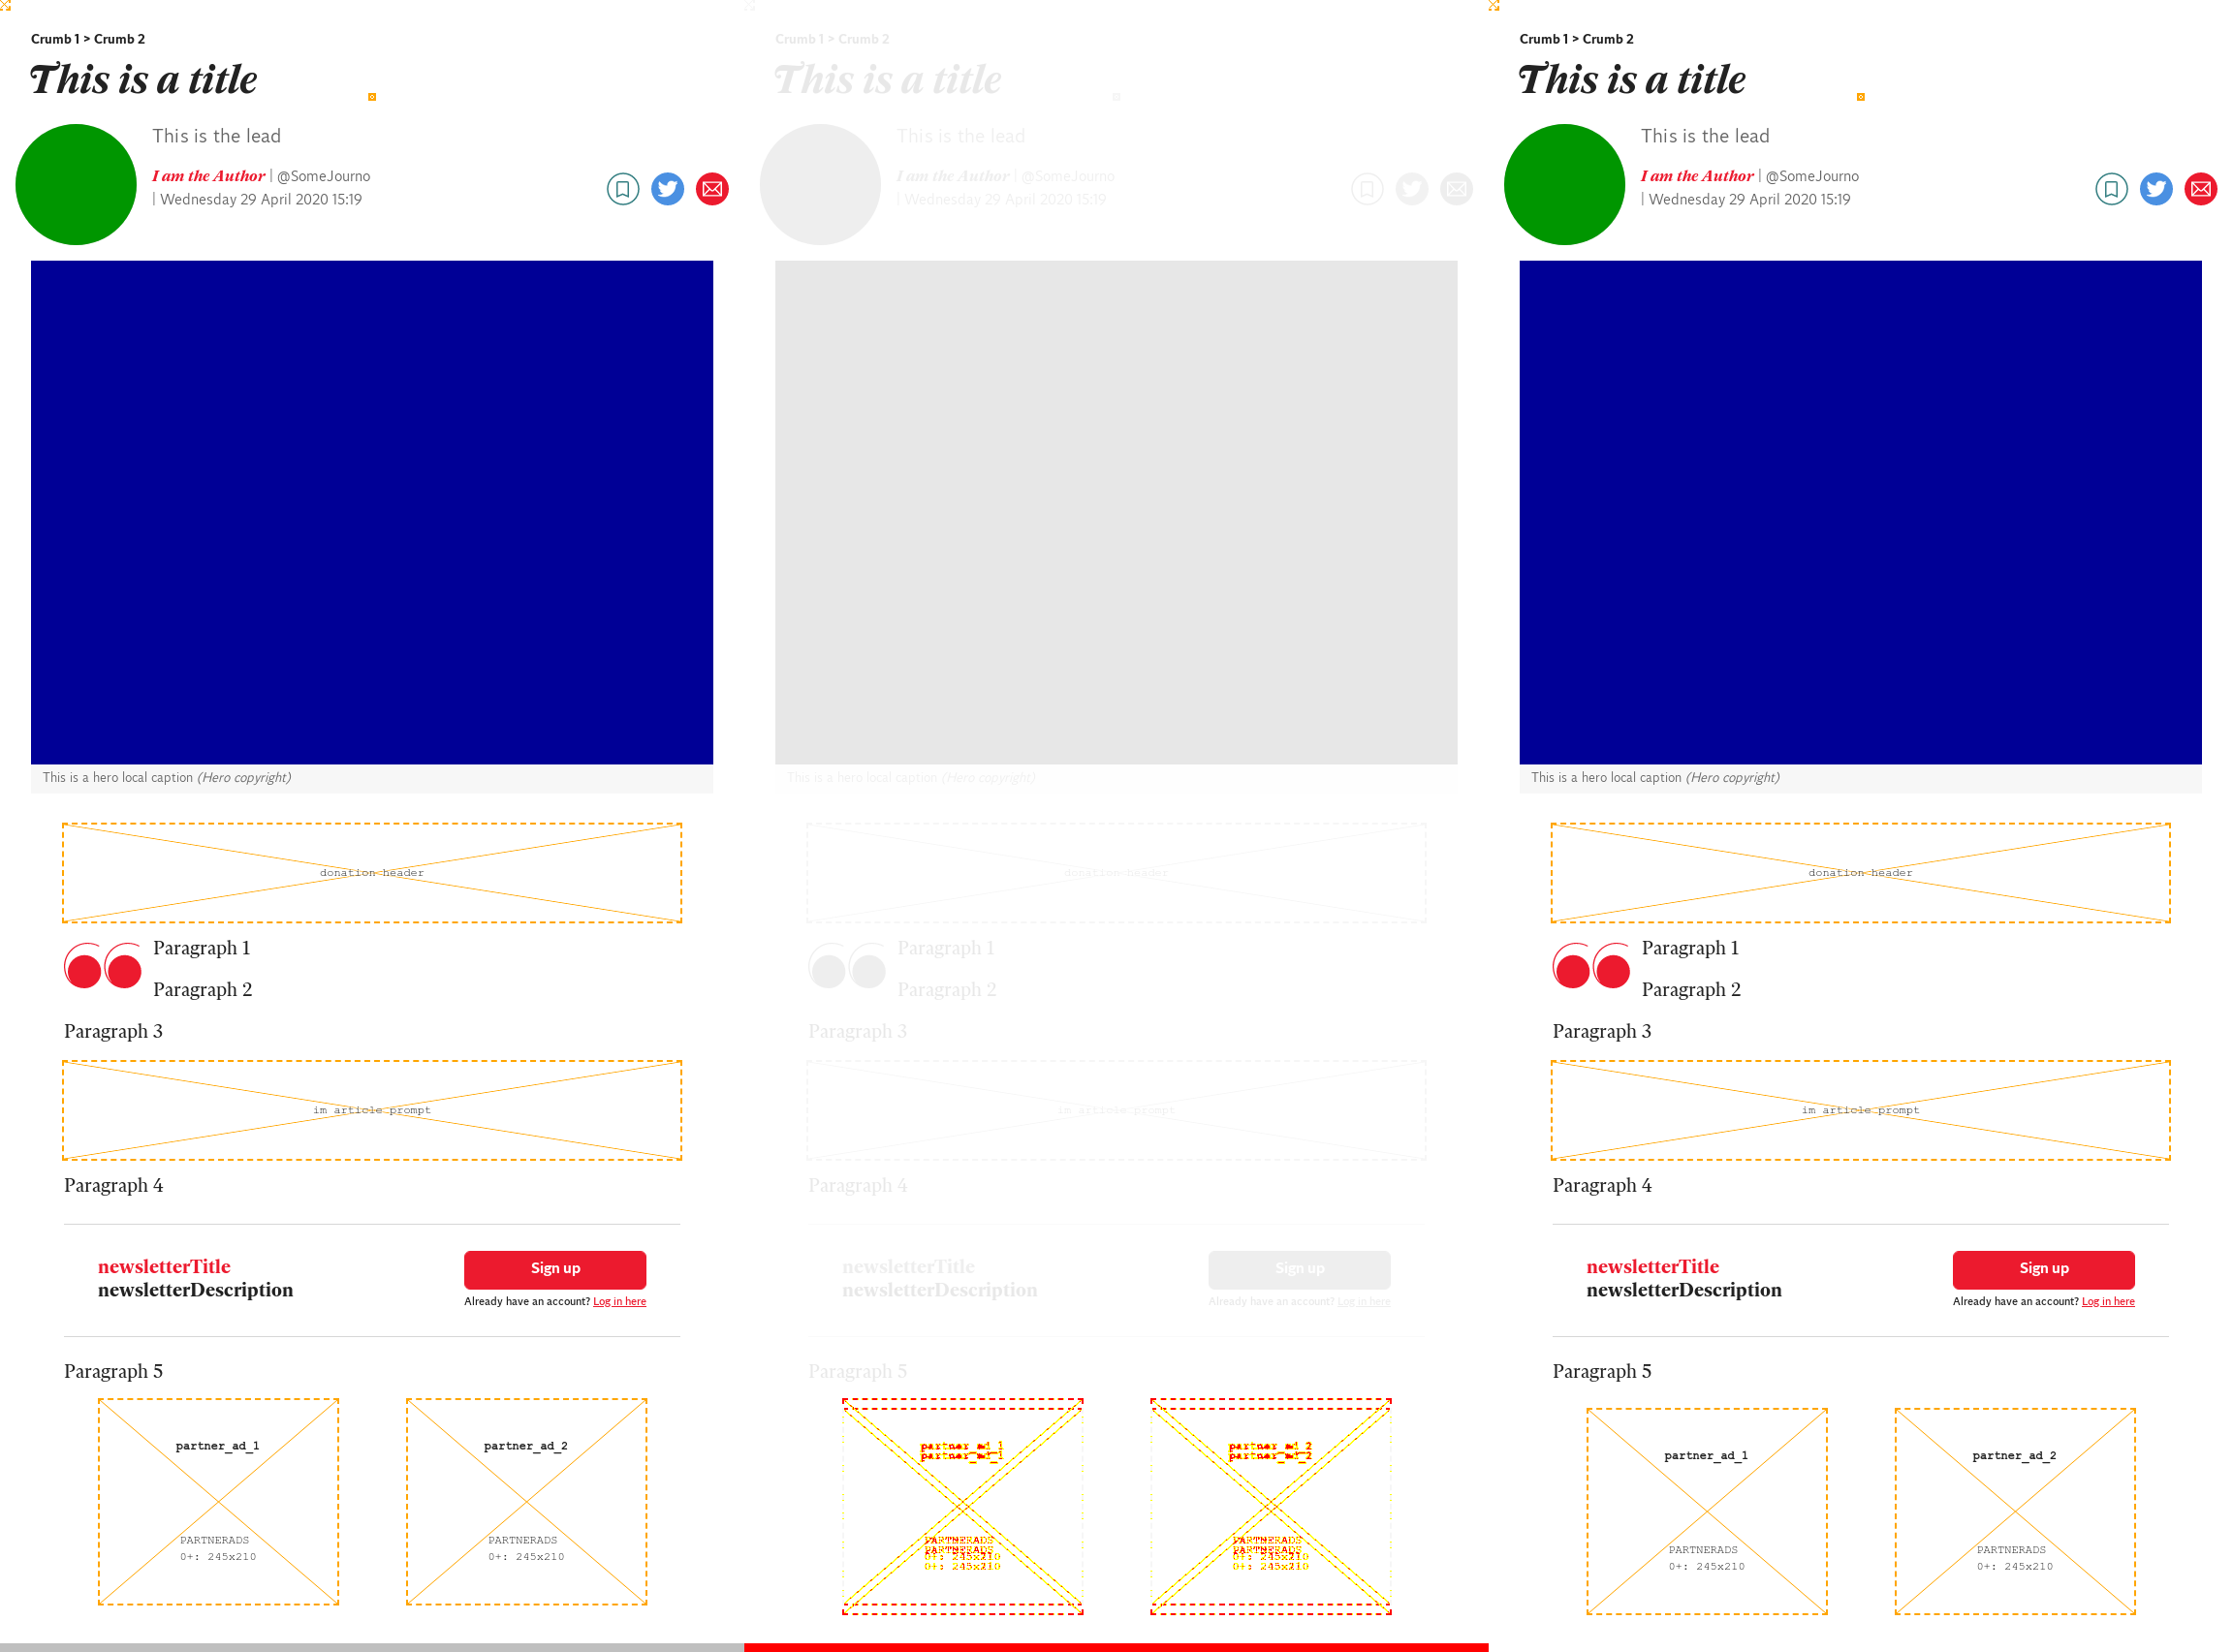 Crumb 1 > Crumb 2
This is a title
This is the lead
I am the Author | @SomeJourno
| Wednesday 29 April 2020 15:19
This is a hero local caption (Hero copyright)
donation header
Paragraph 1
Paragraph 2
Paragraph 3
im article prompt
Paragraph 4
newsletterTitle
newsletterDescription
Sign up
Already have an account? Log in here
Paragraph 5
partner_ad_1
PARTNERADS
0+: 245x210
partner_ad_2
PARTNERADS
0+: 245x210
Crumb 1 > Crumb 2
This is a title
This is the lead
I am the Author | @SomeJourno
| Wednesday 29 April 2020 15:19
This is a hero local caption (Hero copyright)
donation header
Paragraph 1
Paragraph 2
Paragraph 3
im article prompt
Paragraph 4
newsletterTitle
newsletterDescription
Sign up
Already have an account? Log in here
Paragraph 5
partner_ad_1
partner_ad_1
PARTNERADS
PARTNERADS
0+: 245x210
0+: 245x210
partner_ad_2
partner_ad_2
PARTNERADS
PARTNERADS
0+: 245x210
0+: 245x210
Crumb 1 > Crumb 2
This is a title
This is the lead
I am the Author | @SomeJourno
| Wednesday 29 April 2020 15:19
This is a hero local caption (Hero copyright)
donation header
Paragraph 1
Paragraph 2
Paragraph 3
im article prompt
Paragraph 4
newsletterTitle
newsletterDescription
Sign up
Already have an account? Log in here
Paragraph 5
partner_ad_1
PARTNERADS
0+: 245x210
partner_ad_2
PARTNERADS
0+: 245x210